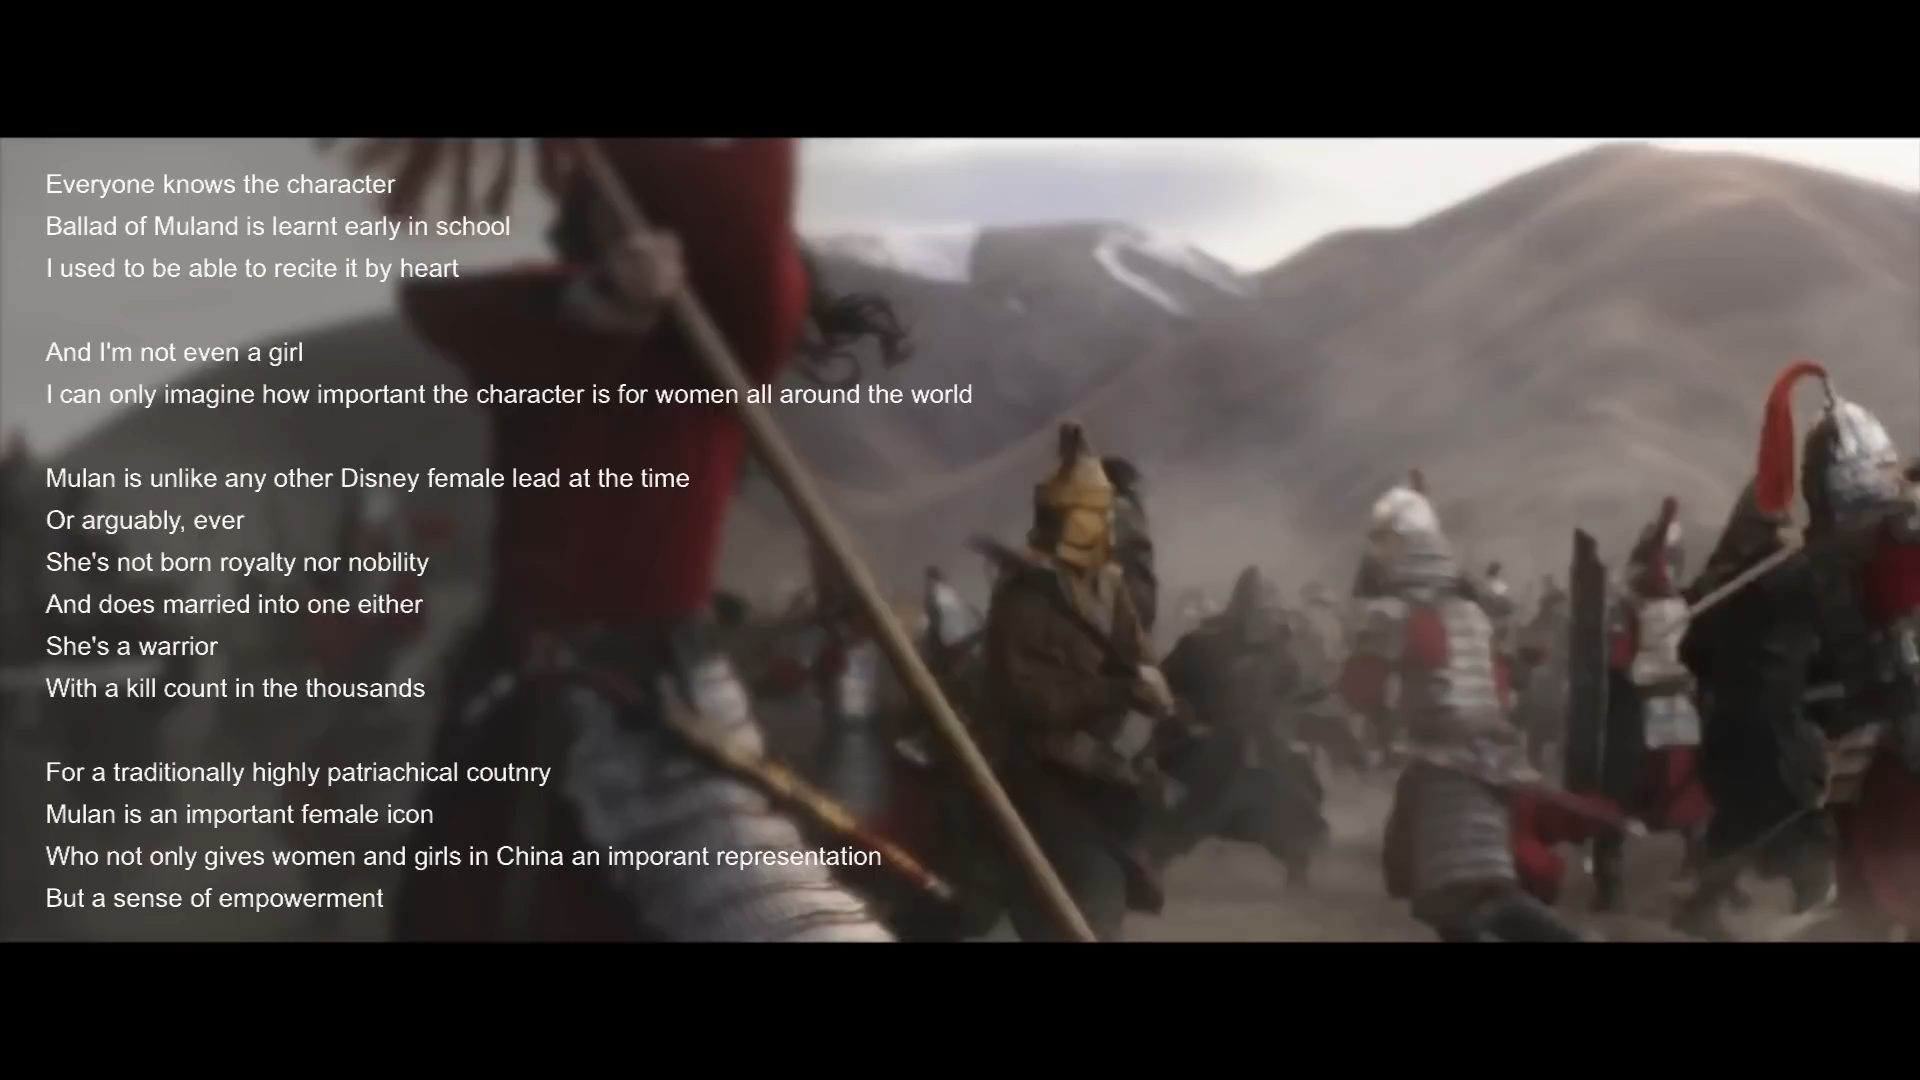 Everyone knows the character
Ballad of Muland is learnt early in school
I used to be able to recite it by heart
And I'm not even a girl
I can only imagine how important the character is for women all around the world
Mulan is unlike any other Disney female lead at the time
Or arguably, ever
She's not born royalty nor nobility
And does married into one either
She's a warrior
With a kill count in the thousands
For a traditionally highly patriachical coutnry
Mulan is an important female icon
Who not only gives women and girls in China an imporant representation
But a sense of empowerment